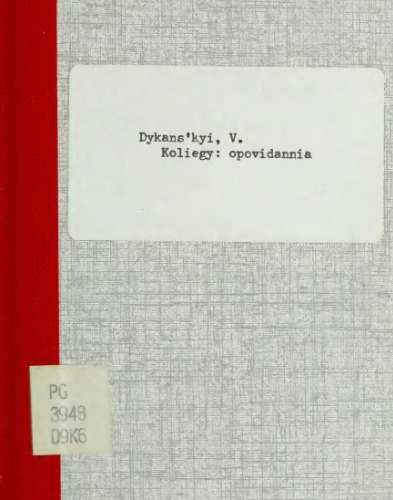 Dykans'kyi, V.
Koliegy: opovidannia
PG
3948
D9K6